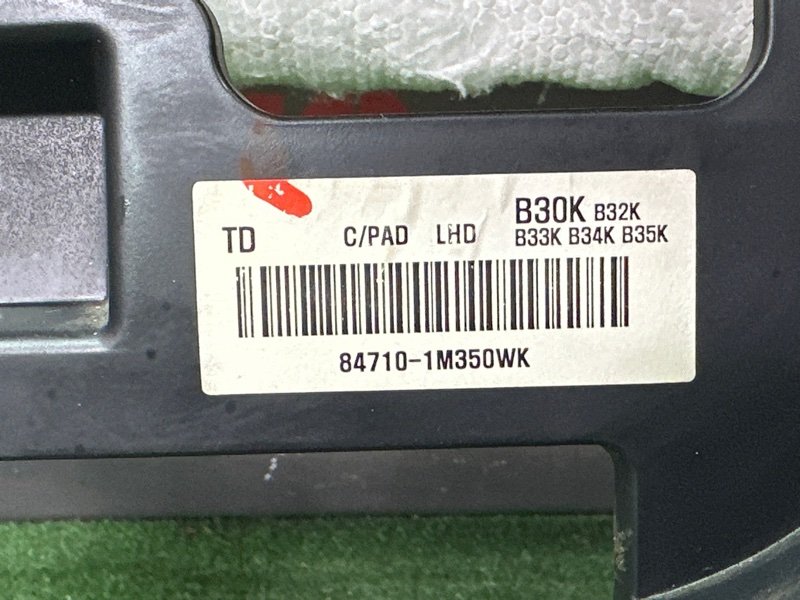 TD C/PAD LHD B30K B32K
B33K B34K B35K
84710-1M350WK